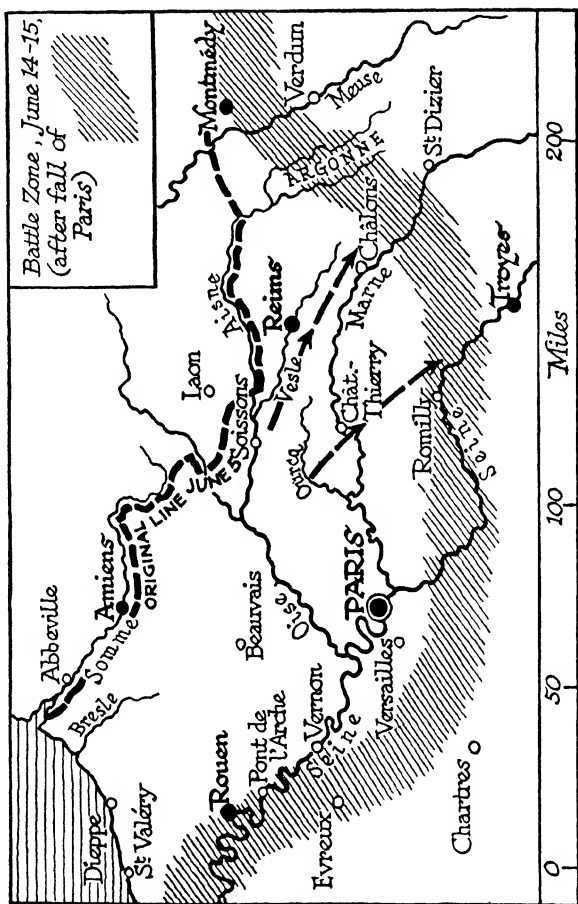 Battle Zone, June 14-15,
(after fall of
Paris)
Abbeville
Somme
Amiens
Bresle
Dieppe
St Valéry
ORIGINAL LINE JUNE 5
Laon
Aisne
Montmédy
Verdun
Meuse
ARGONNE
Soissons
Reims
Vesle
Rouen
Pont de
l'Arche
Beauvais
Oise
Ourcq
Chât.-
Thierry
Marne
Châlons
St Dizier
Vernon
Seine
Evreux
PARIS
Versailles
Romilly
Seine
Troyes
Chartres
0
50
100
Miles
200